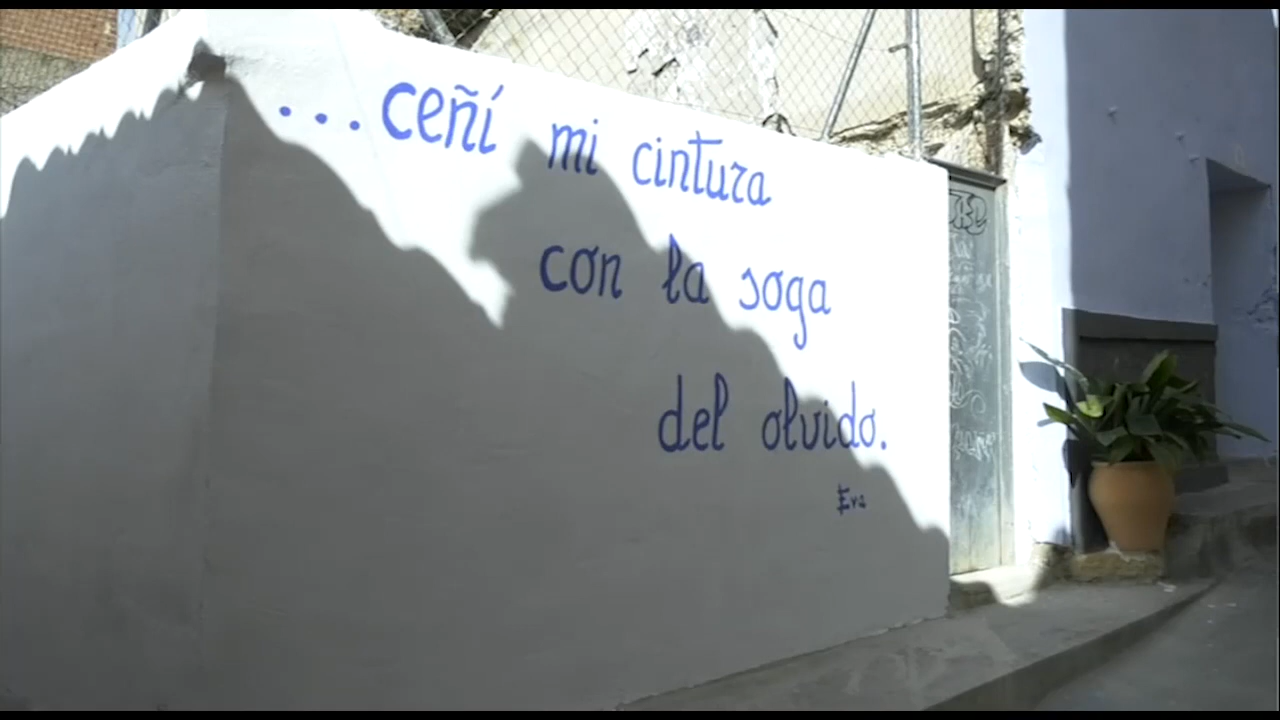 ...ceñí mi cintura
con la soga
del olvido.
Eva